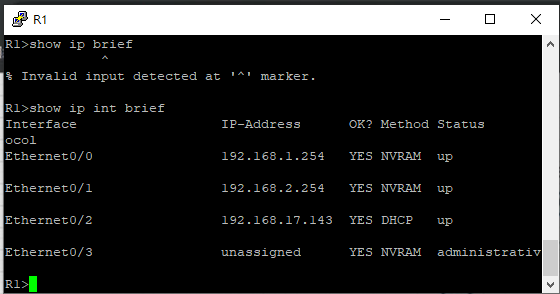 R1
R1>show ip brief
^
% Invalid input detected at '^' marker.
R1>show ip int brief
Interface IP-Address OK? Method Status
ocol
Ethernet0/0 192.168.1.254 YES NVRAM up
Ethernet0/1 192.168.2.254 YES NVRAM up
Ethernet0/2 192.168.17.143 YES DHCP up
Ethernet0/3 unassigned YES NVRAM administrativ
R1>